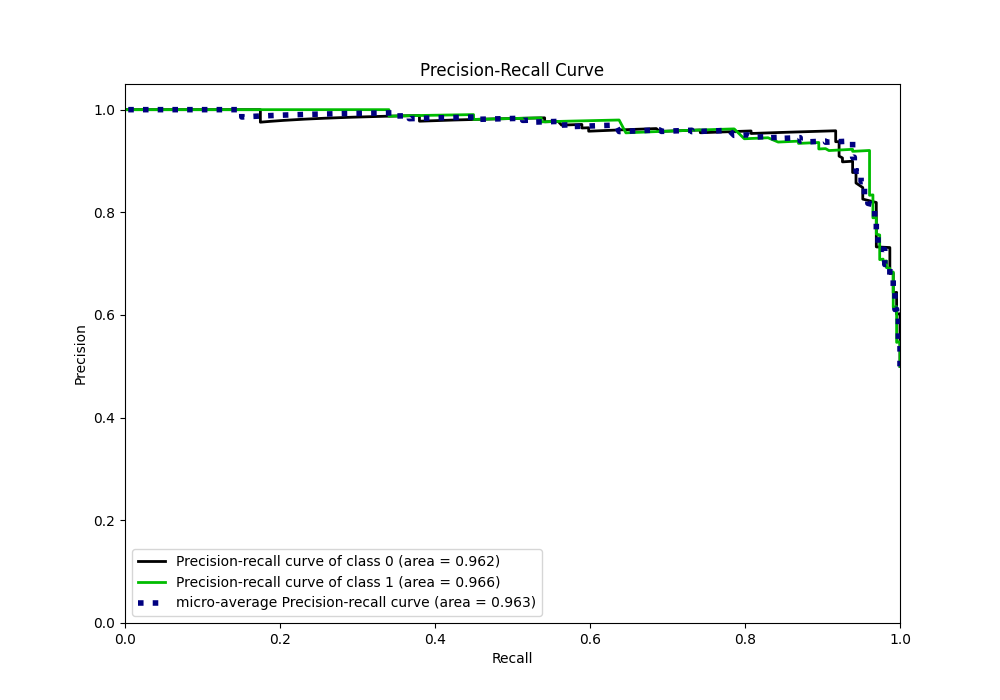 Precision-Recall Curve
1.0
0.8
0.6
0.4
0.2
0.0
Precision
Precision-recall curve of class 0 (area = 0.962)
Precision-recall curve of class 1 (area = 0.966)
micro-average Precision-recall curve (area = 0.963)
0.0 0.2 0.4 0.6 0.8 1.0
Recall